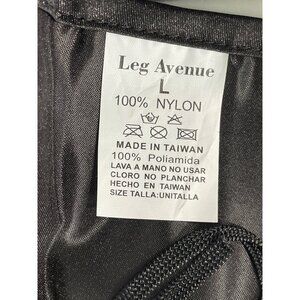 Leg Avenue
L
100% NYLON
MADE IN TAIWAN
100% Poliamida
LAVA A MANO NO USAR
CLORO NO PLANCHAR
HECHO EN TAIWAN
SIZE TALLA:UNITALLA